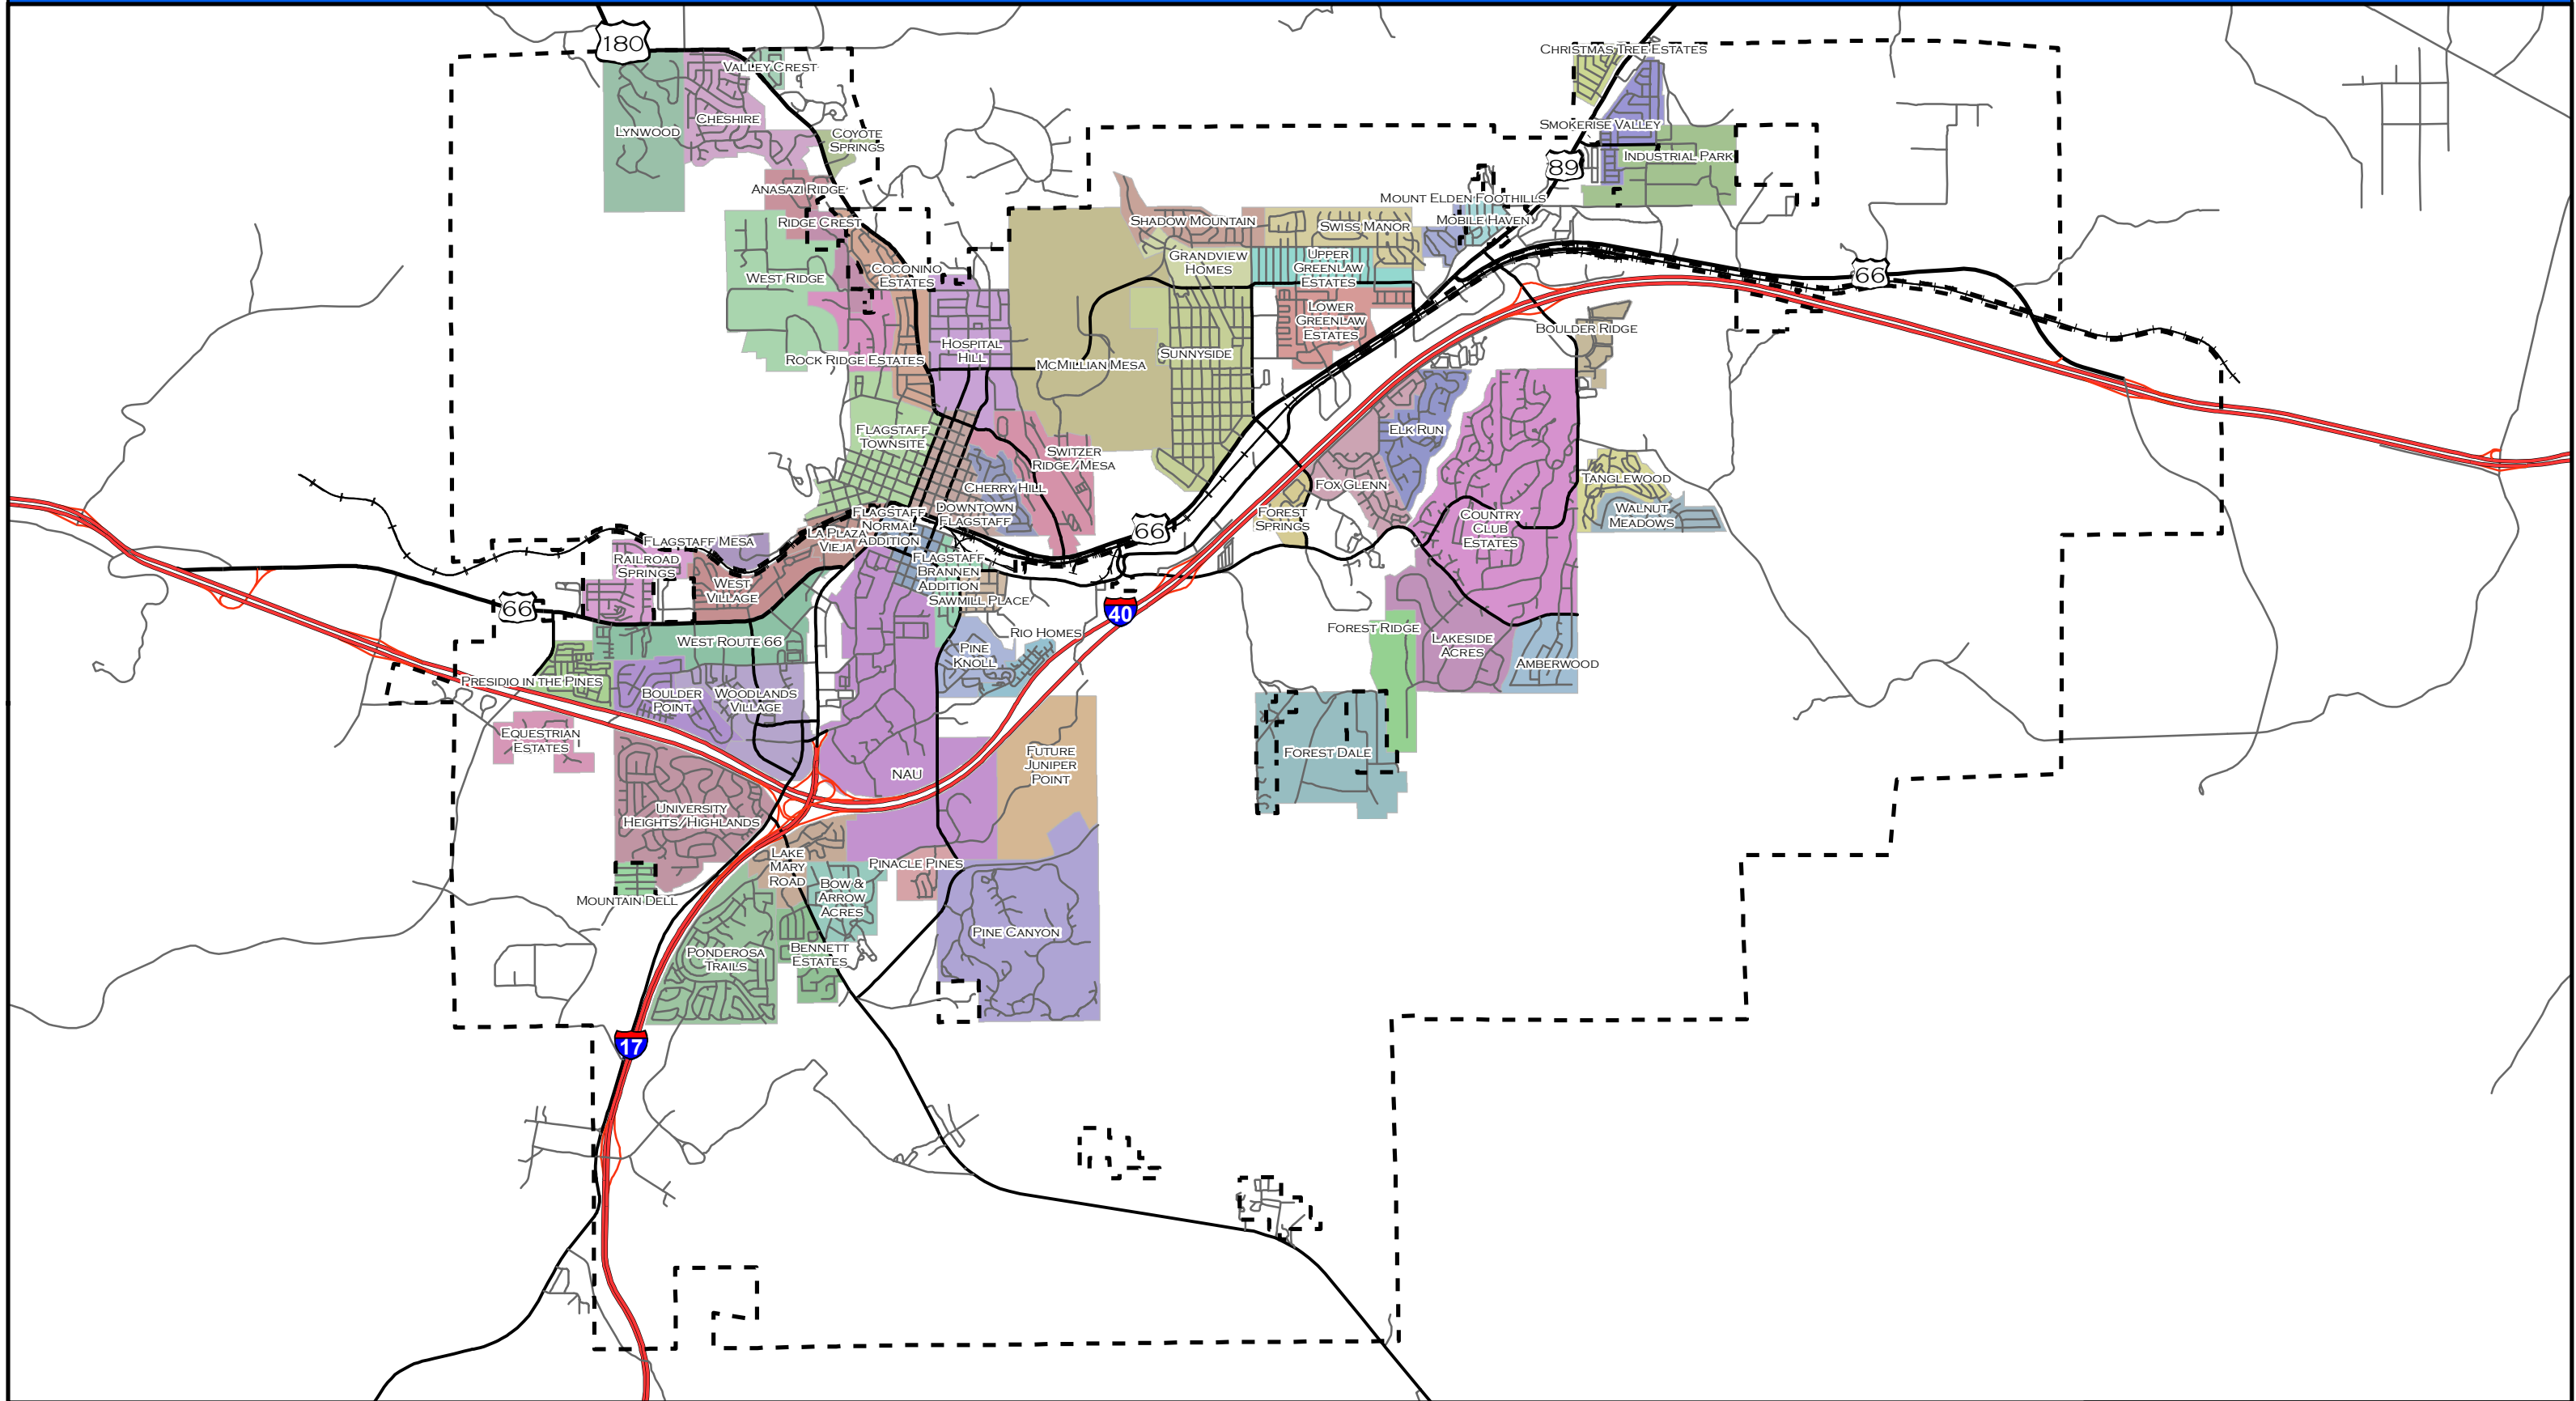 180
CHRISTMAS TREE ESTATES
VALLEY CREST
CHESHIRE
LYNWOOD
COYOTE
SPRINGS
SMOKERISE VALLEY
INDUSTRIAL PARK
89
ANASAZI RIDGE
MOUNT ELDEN FOOTHILLS
RIDGE CREST
SHADOW MOUNTAIN
SWISS MANOR
MOBILE HAVEN
GRANDVIEW
HOMES
UPPER
GREENLAW
ESTATES
WEST RIDGE
COCONINO
ESTATES
66
LOWER
GREENLAW
ESTATES
BOULDER RIDGE
ROCK RIDGE ESTATES
HOSPITAL
HILL
MCMILLIAN MESA
SUNNYSIDE
FLAGSTAFF
TOWNSITE
ELK RUN
SWITZER
RIDGE/MESA
CHERRY HILL
FOX GLENN
TANGLEWOOD
DOWNTOWN
FLAGSTAFF
FLAGSTAFF
NORMAL
ADDITION
LA PLAZA
VIEJA
FOREST
SPRINGS
COUNTRY
CLUB
ESTATES
WALNUT
MEADOWS
66
FLAGSTAFF MESA
RAILROAD
SPRINGS
FLAGSTAFF
BRANNEN
ADDITION
WEST
VILLAGE
SAWMILL PLACE
66
40
WEST ROUTE 66
RIO HOMES
FOREST RIDGE
LAKESIDE
ACRES
PINE
KNOLL
AMBERWOOD
PRESIDIO IN THE PINES
BOULDER
POINT
WOODLANDS
VILLAGE
EQUESTRIAN
ESTATES
FUTURE
JUNIPER
POINT
FOREST DALE
NAU
UNIVERSITY
HEIGHTS/HIGHLANDS
LAKE
MARY
ROAD
PINACLE PINES
BOW &
ARROW
ACRES
MOUNTAIN DELL
PINE CANYON
PONDEROSA
TRAILS
BENNETT
ESTATES
17